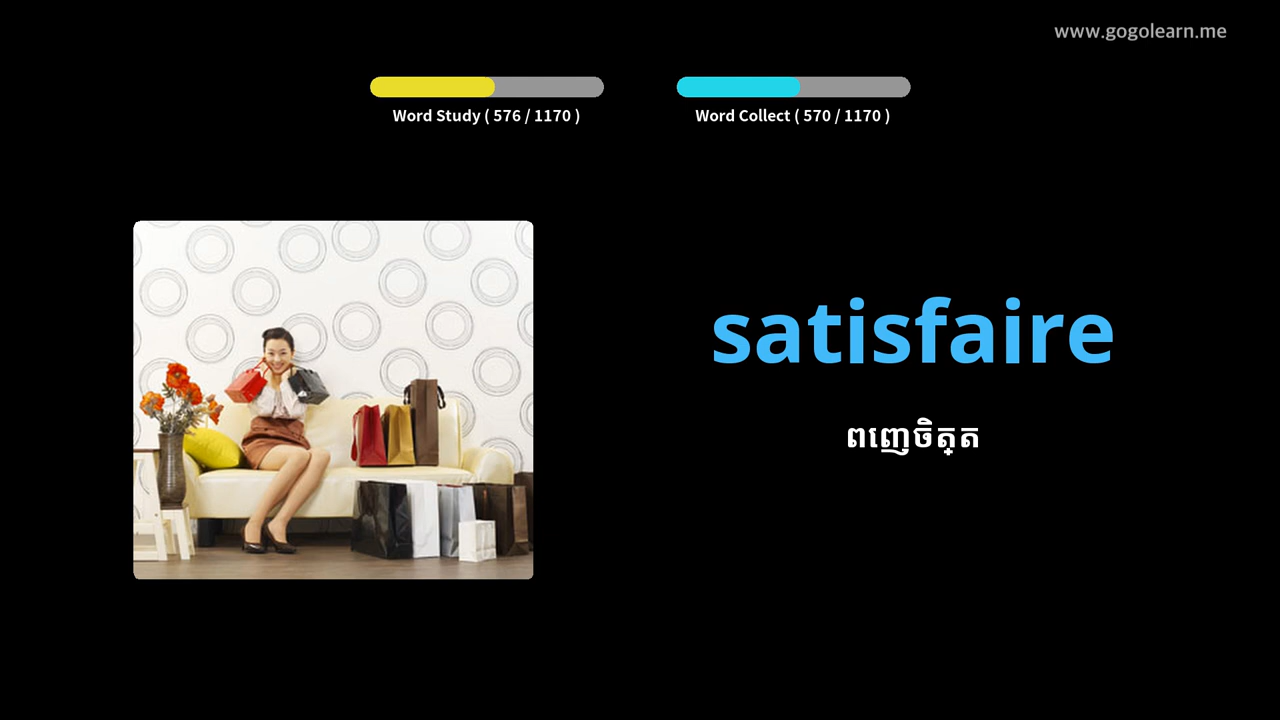 www.gogolearn.me
Word Study ( 576 / 1170 )
Word Collect ( 570 / 1170 )
satisfaire
ពេញចិត្ត